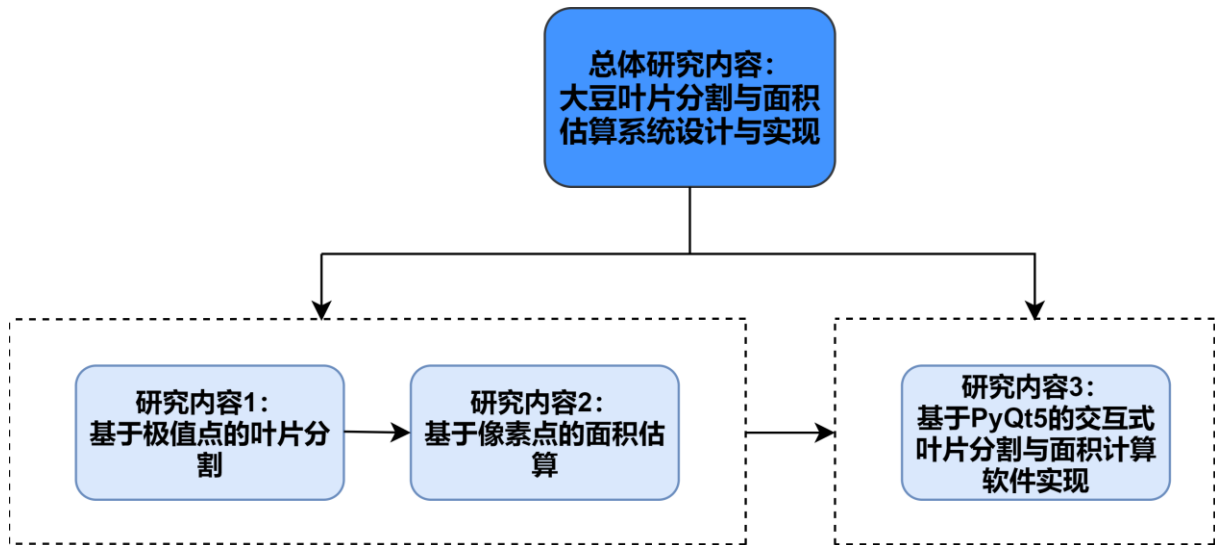 总体研究内容：
大豆叶片分割与面积
估算系统设计与实现
研究内容1：
基于极值点的叶片分
割
研究内容2：
基于像素点的面积估
算
研究内容3：
基于PyQt5的交互式
叶片分割与面积计算
软件实现